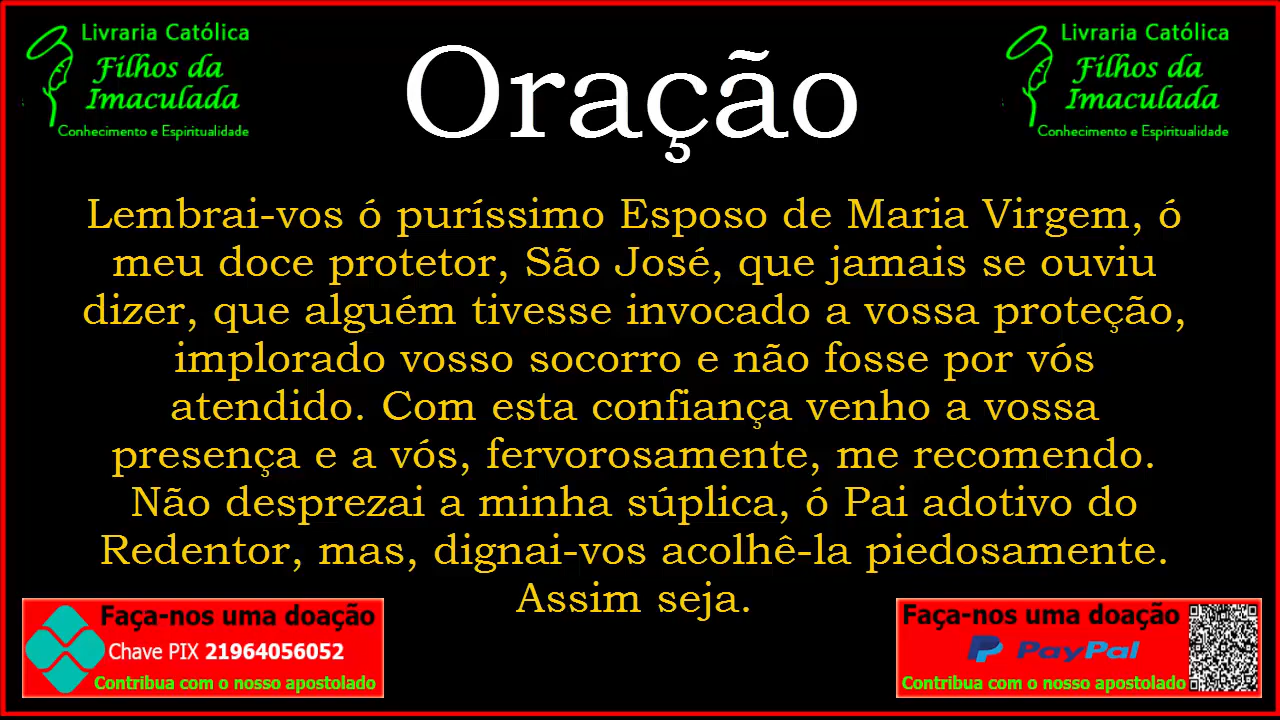 Livraria Católica
Filhos da
Imaculada
Conhecimento e Espiritualidade
Oração
Livraria Católica
Filhos da
Imaculada
Conhecimento e Espiritualidade
Lembrai-vos ó puríssimo Esposo de Maria Virgem, ó
meu doce protetor, São José, que jamais se ouviu
dizer, que alguém tivesse invocado a vossa proteção,
implorado vosso socorro e não fosse por vós
atendido. Com esta confiança venho a vossa
presença e a vós, fervorosamente, me recomendo.
Não desprezai a minha súplica, ó Pai adotivo do
Redentor, mas, dignai-vos acolhê-la piedosamente.
Assim seja.
Faça-nos uma doação
Chave PIX 21964056052
Contribua com o nosso apostolado
Faça-nos uma doação
PayPal
Contribua com o nosso apostolado